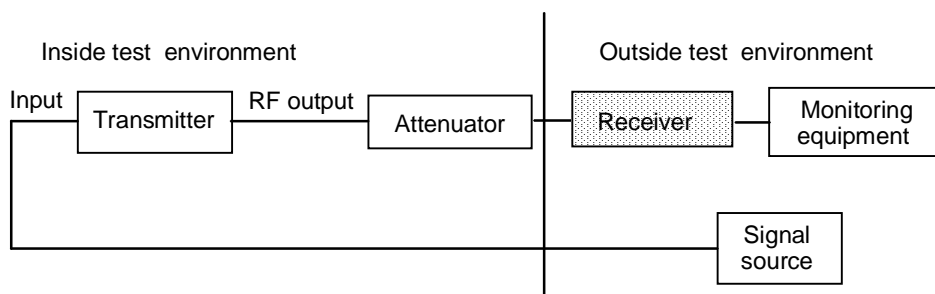 Inside test environment
Outside test environment
Input
Transmitter
RF output
Attenuator
Receiver
Monitoring
equipment
Signal
source